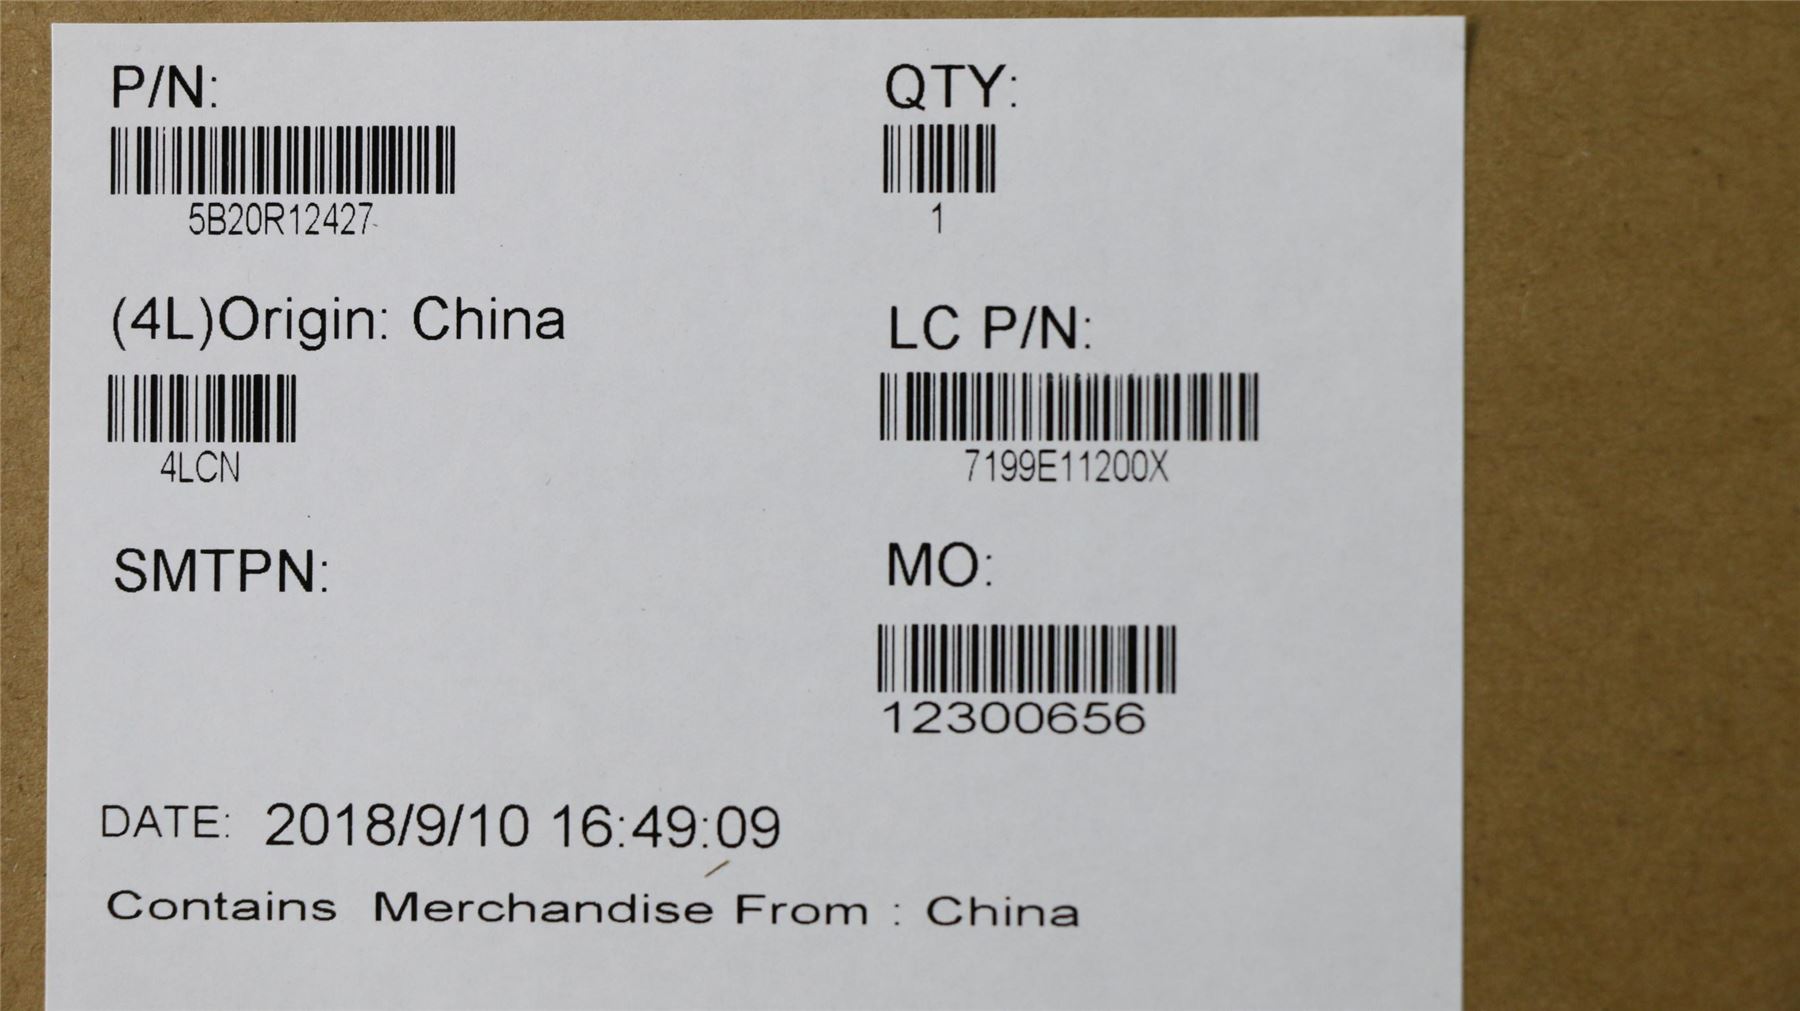 P/N:
5B20R12427
QTY:
1
(4L)Origin: China
4LCN
LC P/N:
7199E11200X
SMTPN:
MO:
12300656
DATE: 2018/9/10 16:49:09
Contains Merchandise From : China